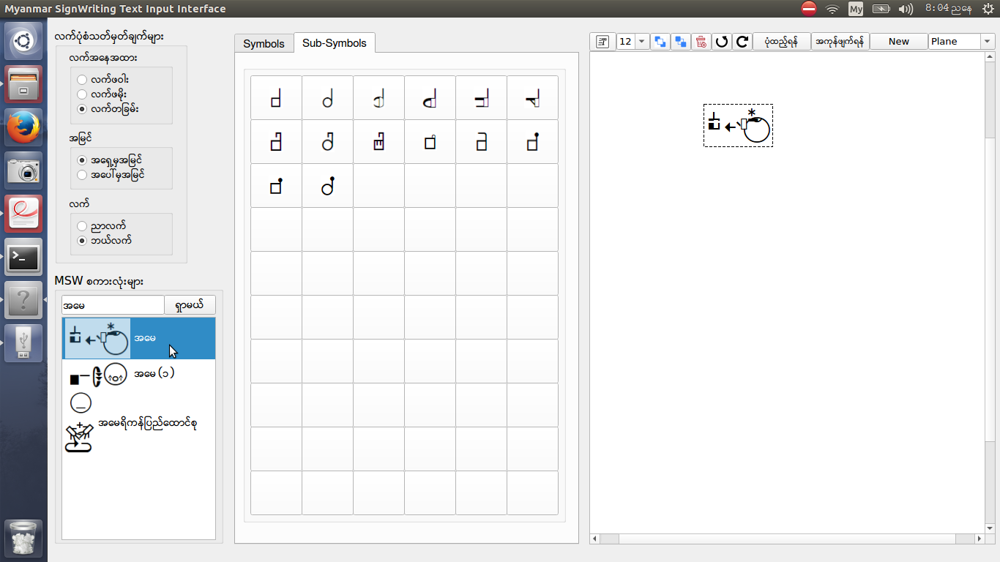 Myanmar SignWriting Text Input Interface
My
8:04 ညနေ
လက်ပုံစံသတ်မှတ်ချက်များ
လက်အနေအထား
လက်ဖဝါး
လက်ဖမိုး
လက်တခြမ်း
အမြင်
အရှေ့မှအမြင်
အပေါ်မှအမြင်
လက်
ညာလက်
ဘယ်လက်
MSW စကားလုံးများ
အမေ
ရှာမယ်
အမေ
အမေ (၁)
အမေရိကန်ပြည်ထောင်စု
Symbols
Sub-Symbols
12
ပုံထည့်ရန်
အကုန်ဖျက်ရန်
New
Plane